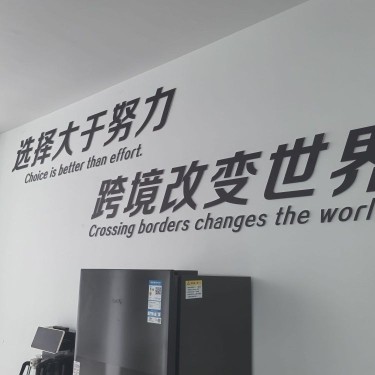 选择大于努力
Choice is better than effort.
跨境改变世界
Crossing borders changes the worl